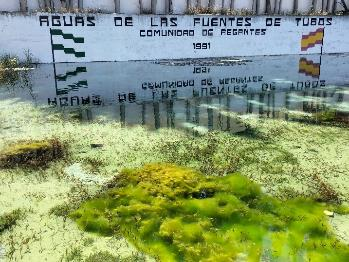 AGUAS DE LAS FUENTES DE TUBOS
COMUNIDAD DE REGANTES
1991